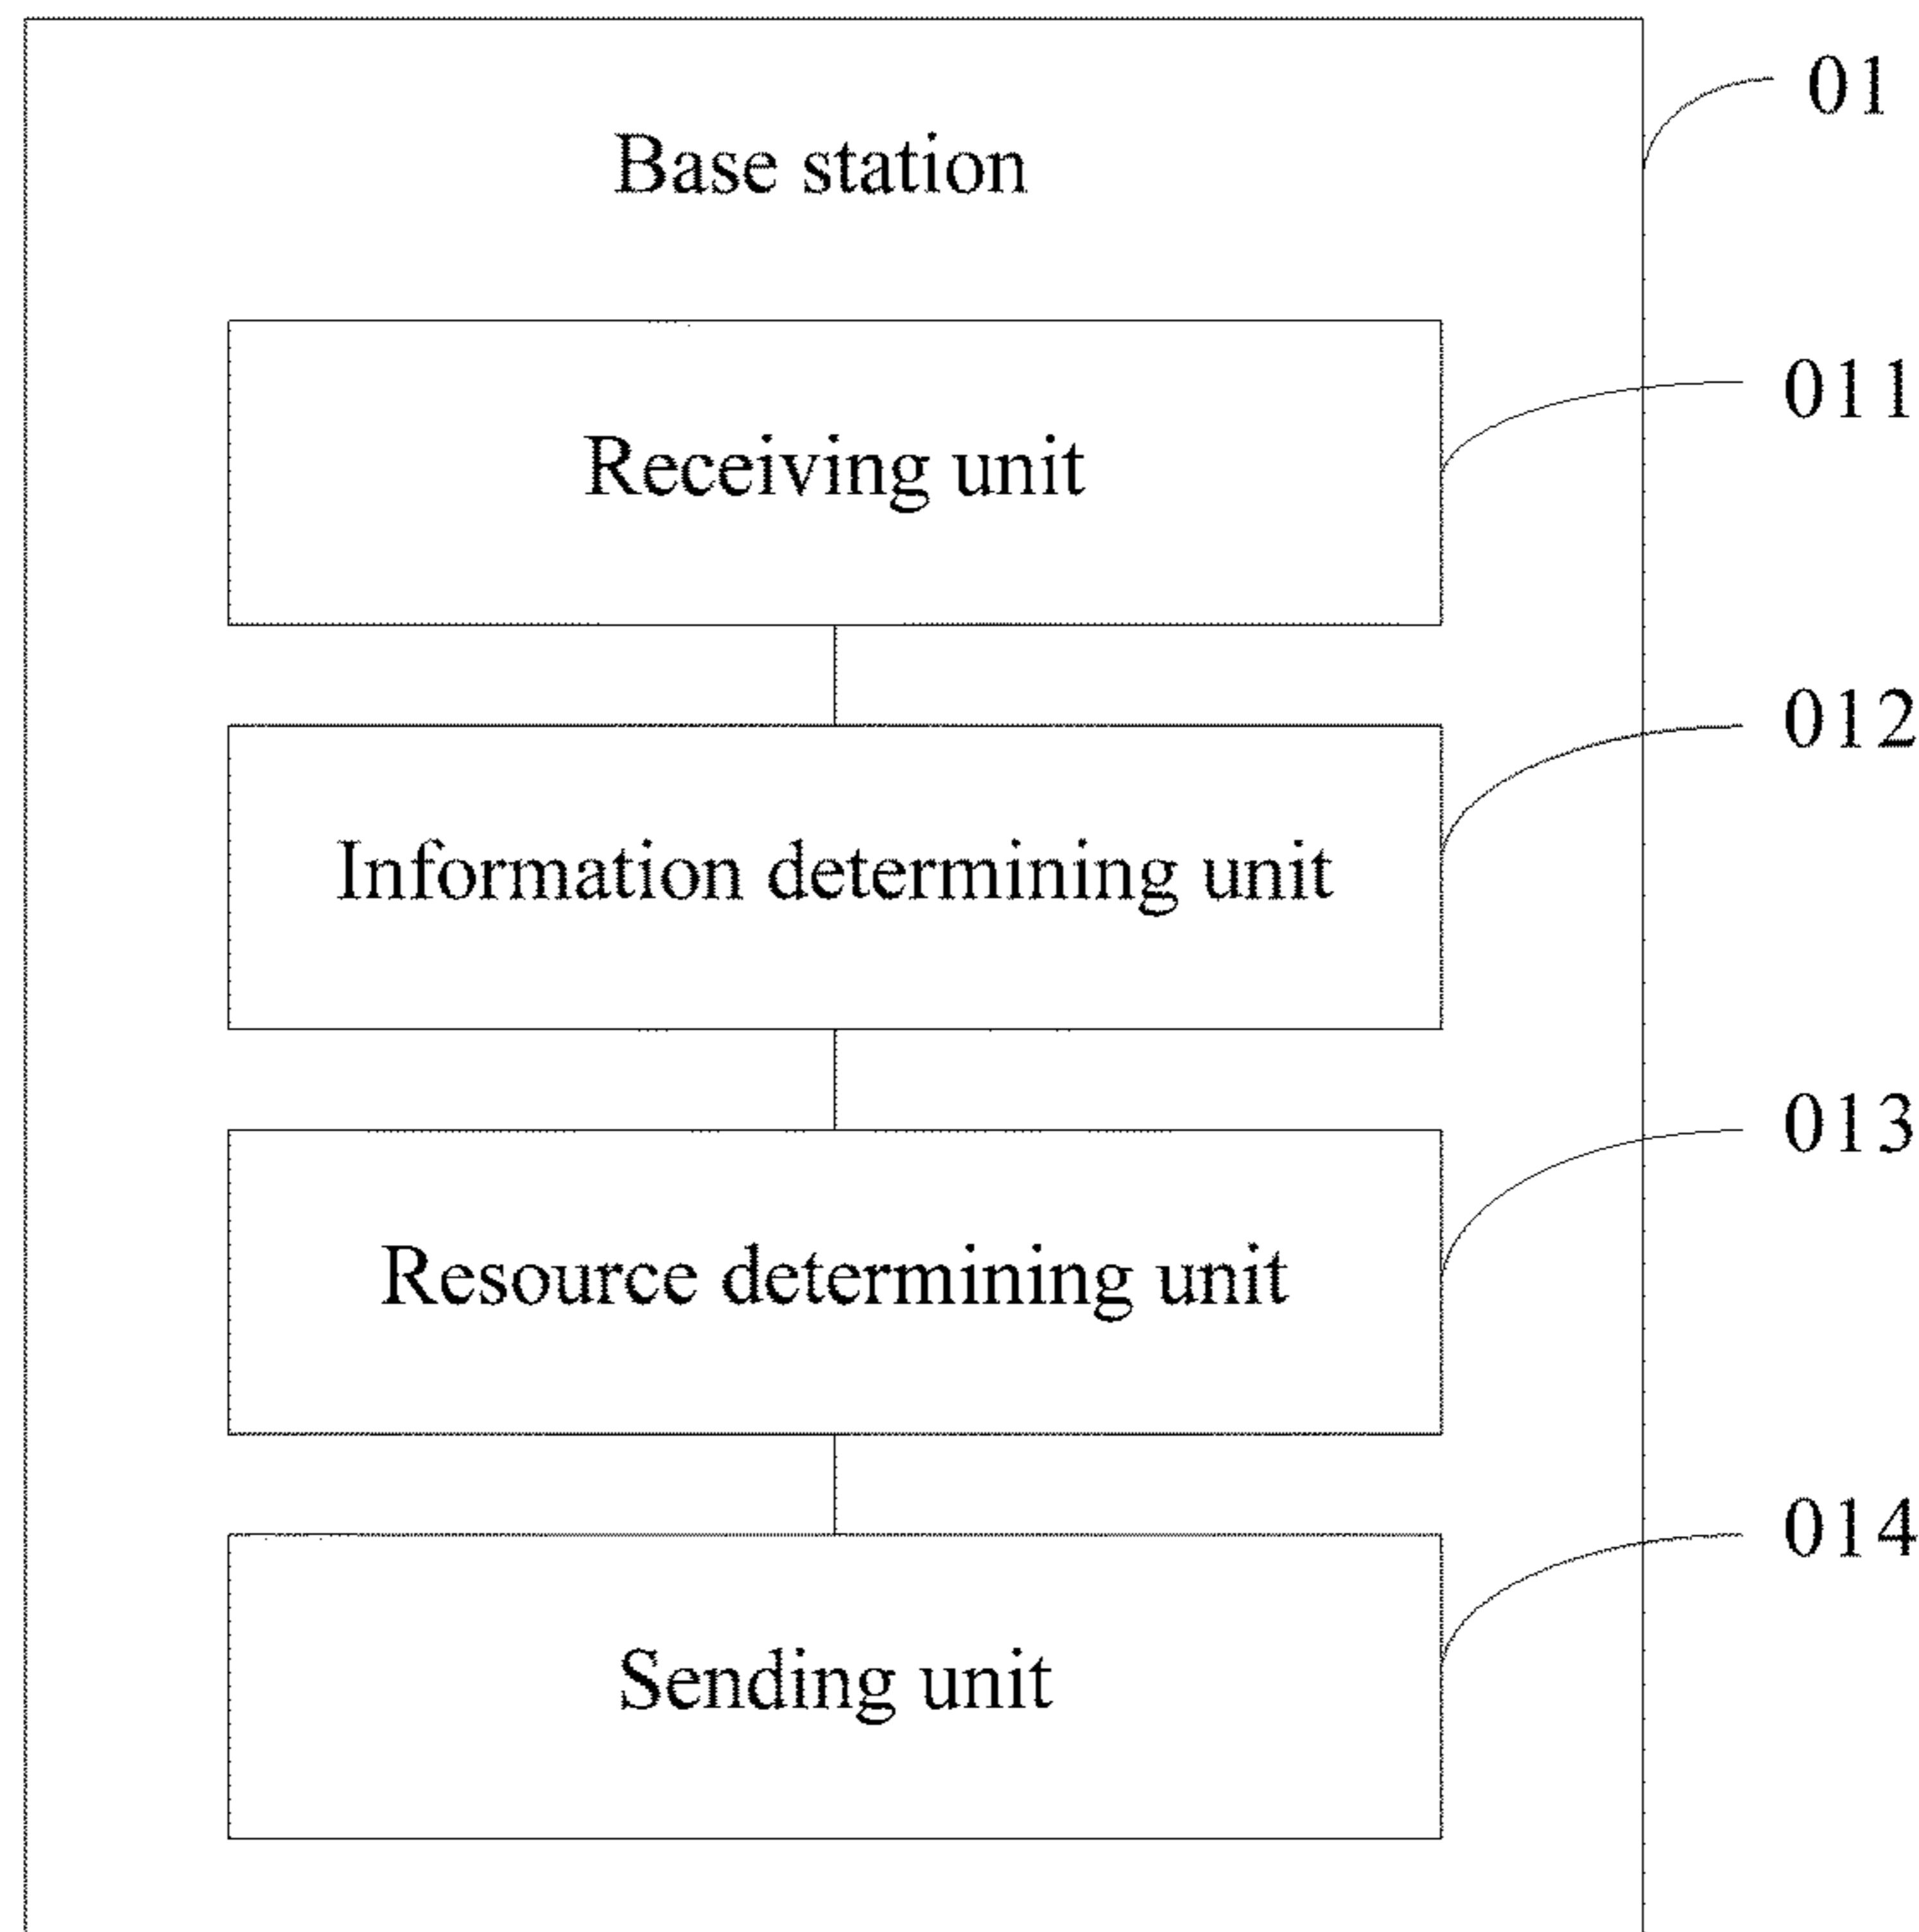 01
Base station
011
Receiving unit
012
Information determining unit
013
Resource determining unit
014
Sending unit